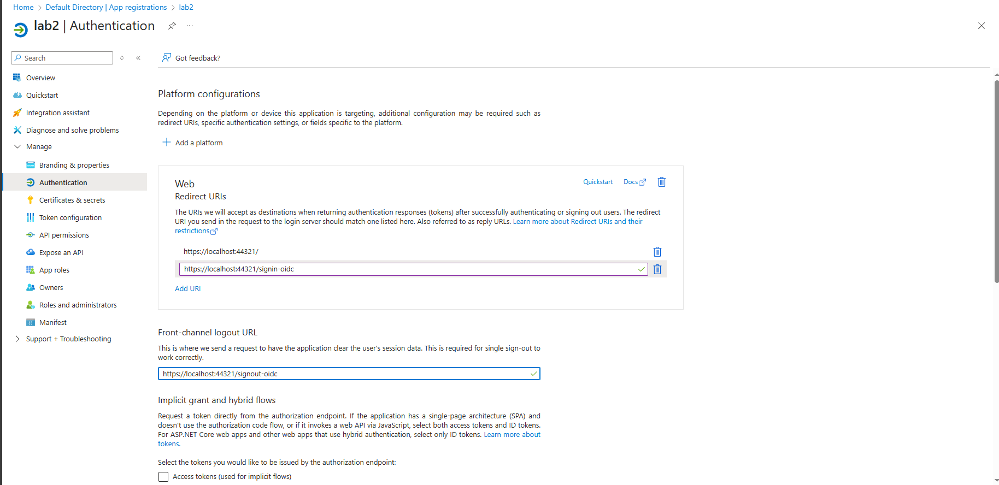 Home > Default Directory | App registrations > lab2
lab2 | Authentication ...
Search
Got feedback?
Overview
Quickstart
Integration assistant
Diagnose and solve problems
Manage
Branding & properties
Authentication
Certificates & secrets
Token configuration
API permissions
Expose an API
App roles
Owners
Roles and administrators
Manifest
Support + Troubleshooting
Platform configurations
Depending on the platform or device this application is targeting, additional configuration may be required such as
redirect URIs, specific authentication settings, or fields specific to the platform.
Add a platform
Web
Quickstart
Docs
Redirect URIs
The URIs we will accept as destinations when returning authentication responses (tokens) after successfully authenticating or signing out users. The redirect
URI you send in the request to the login server should match one listed here. Also referred to as reply URLs. Learn more about Redirect URIs and their
restrictions
https://localhost:44321/
https://localhost:44321/signin-oidc
Add URI
Front-channel logout URL
This is where we send a request to have the application clear the user's session data. This is required for single sign-out to
work correctly.
https://localhost:44321/signout-oidc
Implicit grant and hybrid flows
Request a token directly from the authorization endpoint. If the application has a single-page architecture (SPA) and
doesn't use the authorization code flow, or if it invokes a web API via JavaScript, select both access tokens and ID tokens.
For ASP.NET Core web apps and other web apps that use hybrid authentication, select only ID tokens. Learn more about
tokens.
Select the tokens you would like to be issued by the authorization endpoint:
Access tokens (used for implicit flows)